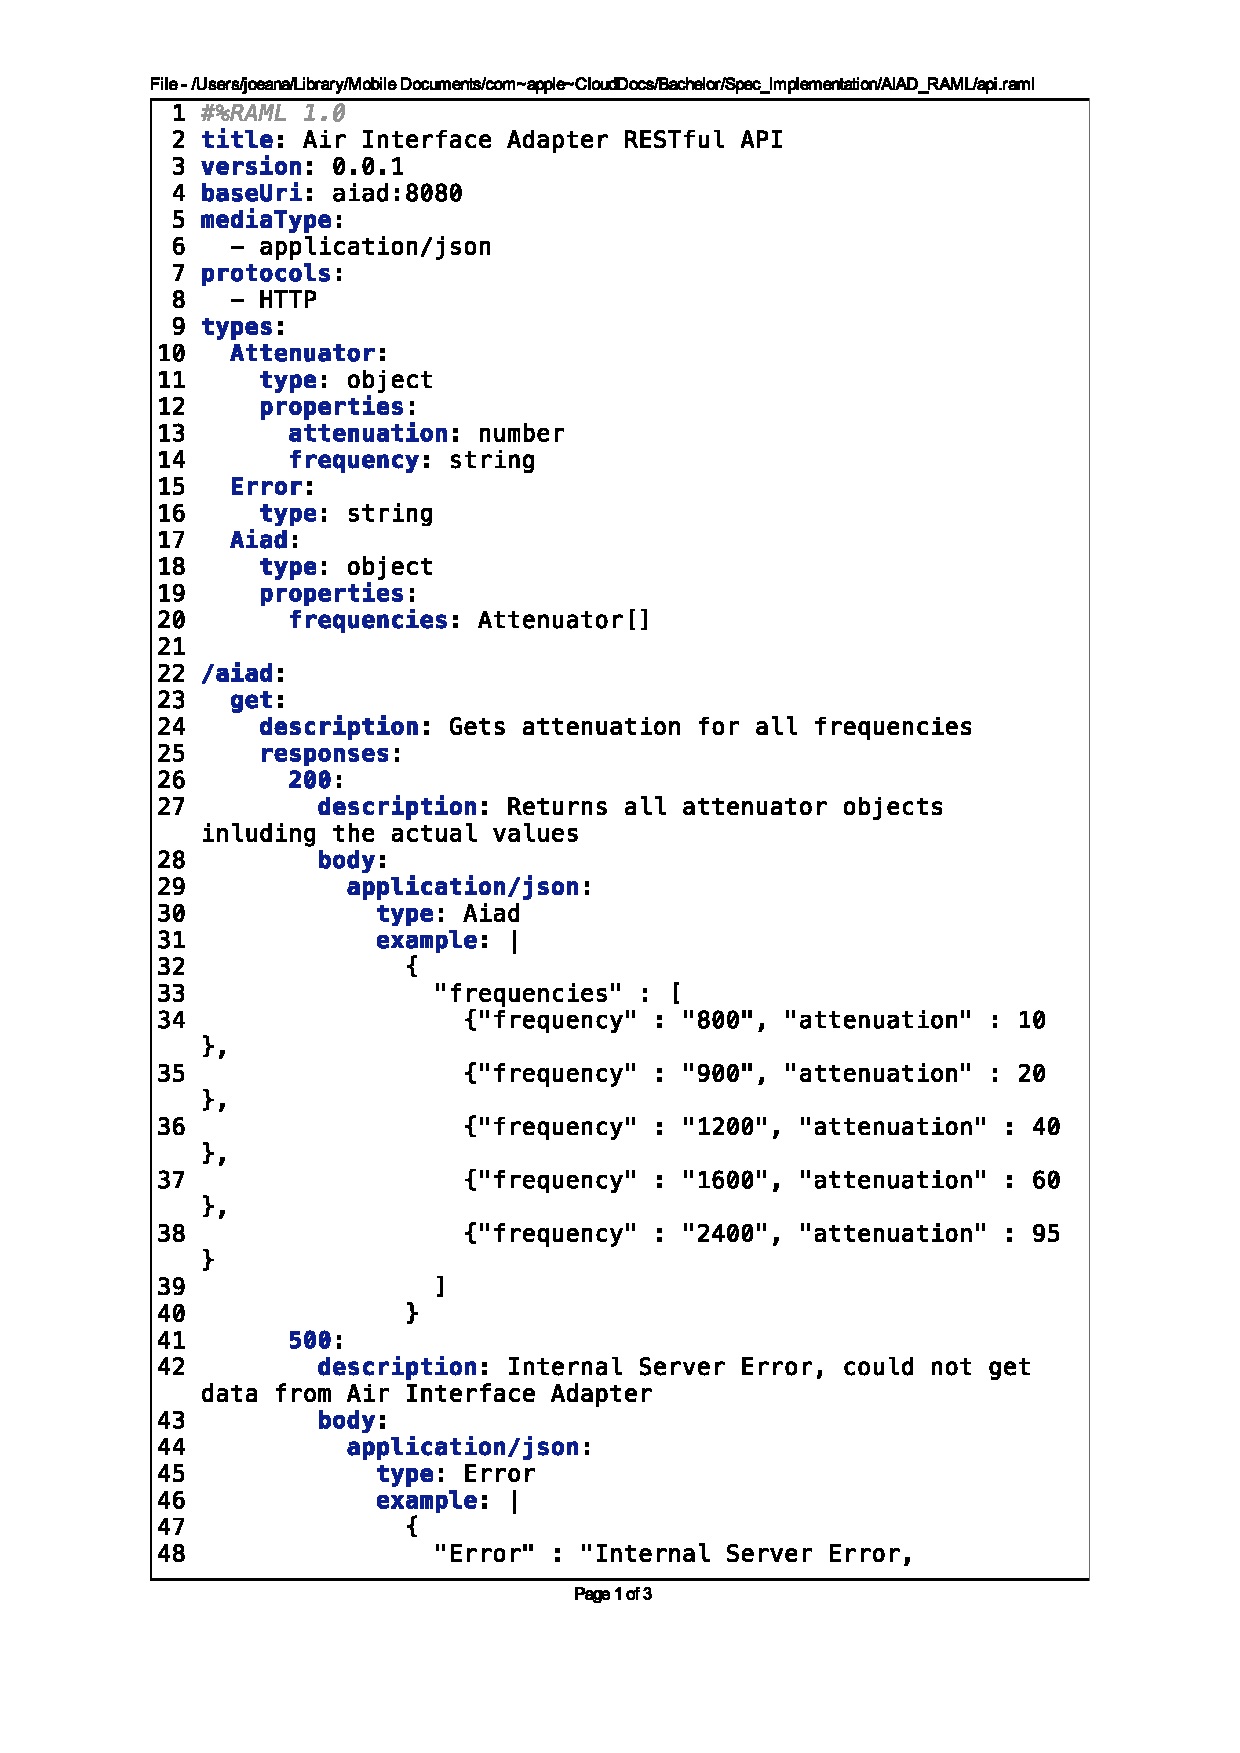 File - /Users/joeana/Library/Mobile Documents/com~apple~CloudDocs/Bachelor/Spec_Implementation/AIAD_RAML/api.raml
1 #%RAML 1.0
2 title: Air Interface Adapter RESTful API
3 version: 0.0.1
4 baseUri: aiad:8080
5 mediaType:
6   - application/json
7 protocols:
8   - HTTP
9 types:
10   Attenuator:
11     type: object
12     properties:
13       attenuation: number
14       frequency: string
15   Error:
16     type: string
17   Aiad:
18     type: object
19     properties:
20       frequencies: Attenuator[]
21
22 /aiad:
23   get:
24     description: Gets attenuation for all frequencies
25     responses:
26       200:
27         description: Returns all attenuator objects
inluding the actual values
28         body:
29           application/json:
30             type: Aiad
31             example: |
32               {
33                 "frequencies" : [
34                   {"frequency" : "800", "attenuation" : 10
},
35                   {"frequency" : "900", "attenuation" : 20
},
36                   {"frequency" : "1200", "attenuation" : 40
},
37                   {"frequency" : "1600", "attenuation" : 60
},
38                   {"frequency" : "2400", "attenuation" : 95
}
39                 ]
40               }
41       500:
42         description: Internal Server Error, could not get
data from Air Interface Adapter
43         body:
44           application/json:
45             type: Error
46             example: |
47               {
48                 "Error" : "Internal Server Error,
Page 1 of 3